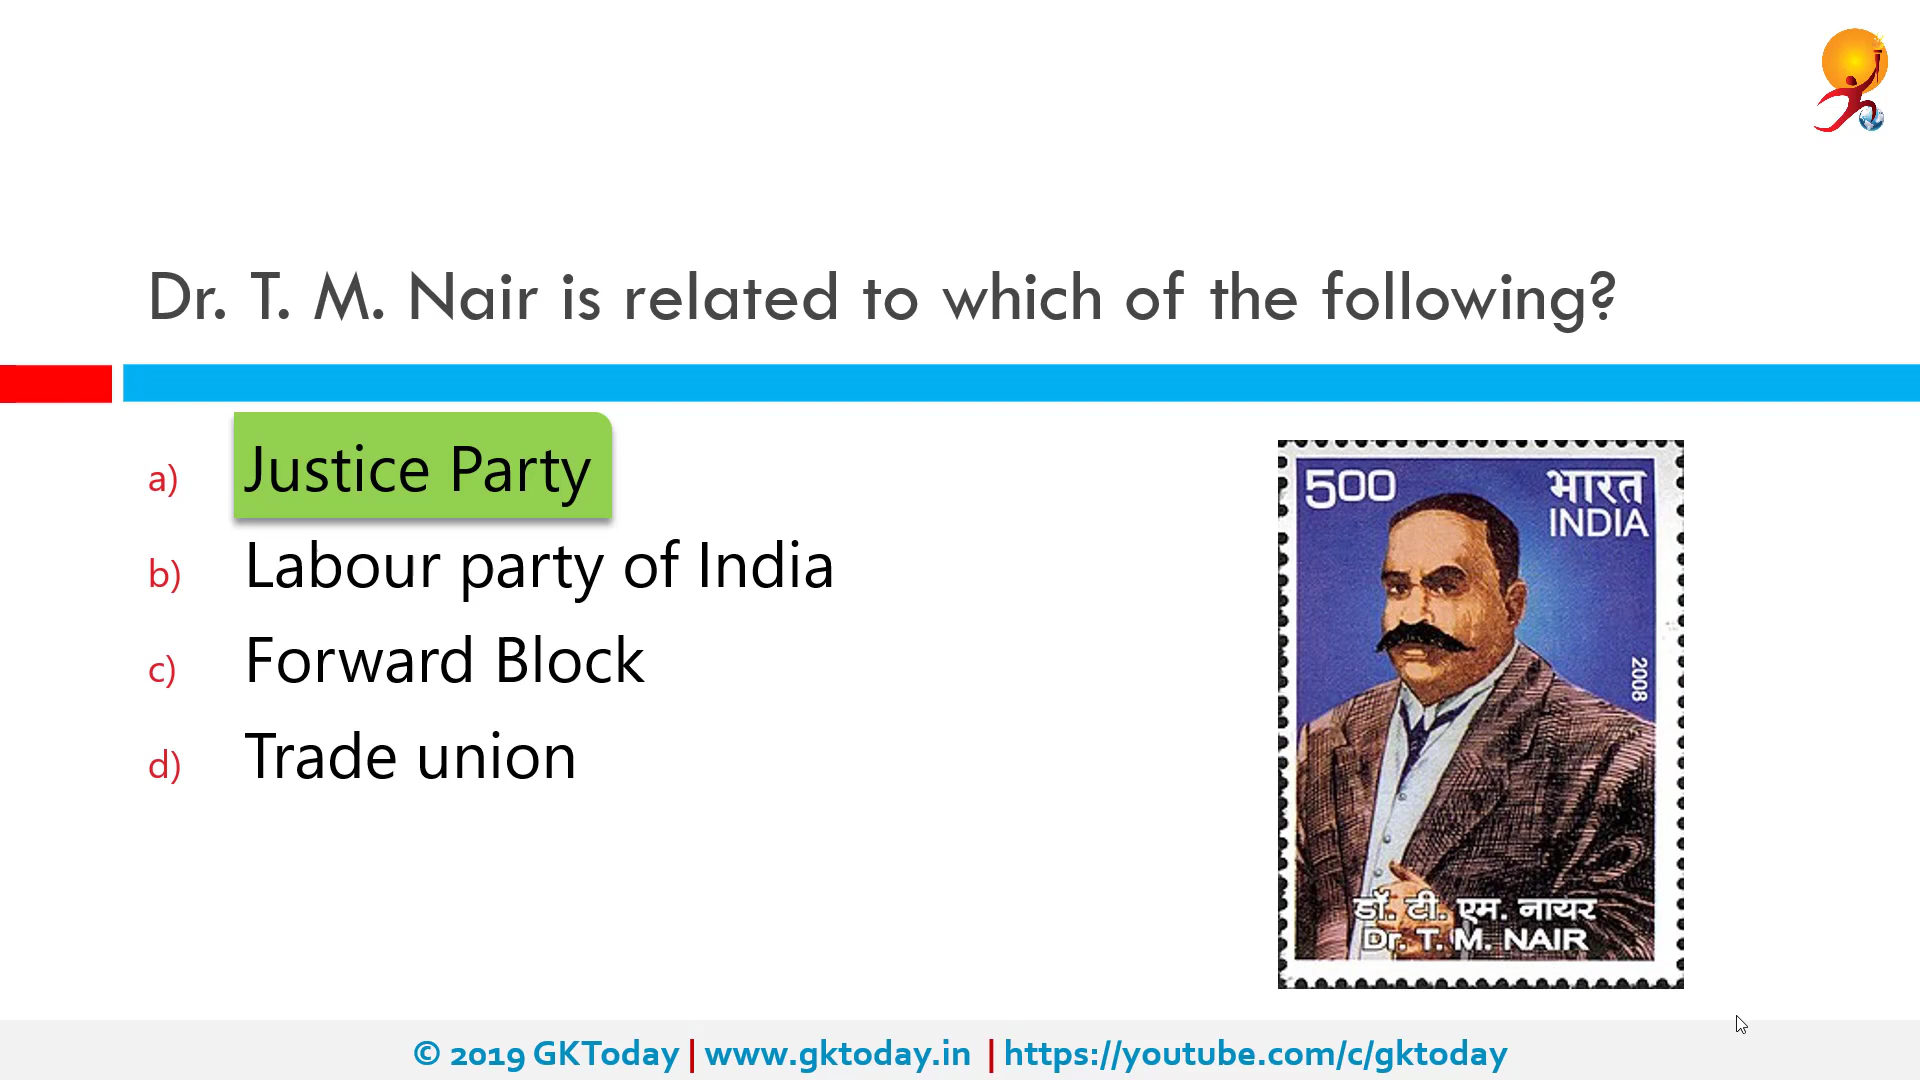 Dr. T. M. Nair is related to which of the following?
a) Justice Party
b) Labour party of India
c) Forward Block
d) Trade union
500
भारत
INDIA
2008
डॉ. टी. एम. नायर
Dr. T. M. NAIR
© 2019 GKToday | www.gktoday.in | https://youtube.com/c/gktoday